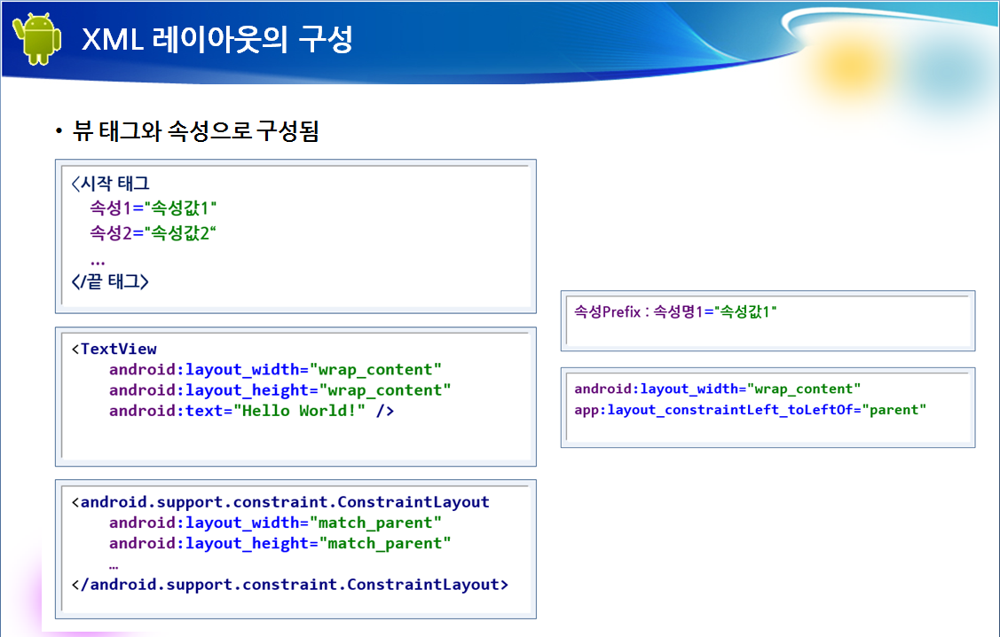 XML 레이아웃의 구성
• 뷰 태그와 속성으로 구성됨
<시작 태그
속성1="속성값1"
속성2="속성값2“
...
</끝 태그>
<TextView
android:layout_width="wrap_content"
android:layout_height="wrap_content"
android:text="Hello World!" />
<android.support.constraint.ConstraintLayout
android:layout_width="match_parent"
android:layout_height="match_parent"
…
</android.support.constraint.ConstraintLayout>
속성Prefix : 속성명1="속성값1"
android:layout_width="wrap_content"
app:layout_constraintLeft_toLeftOf="parent"